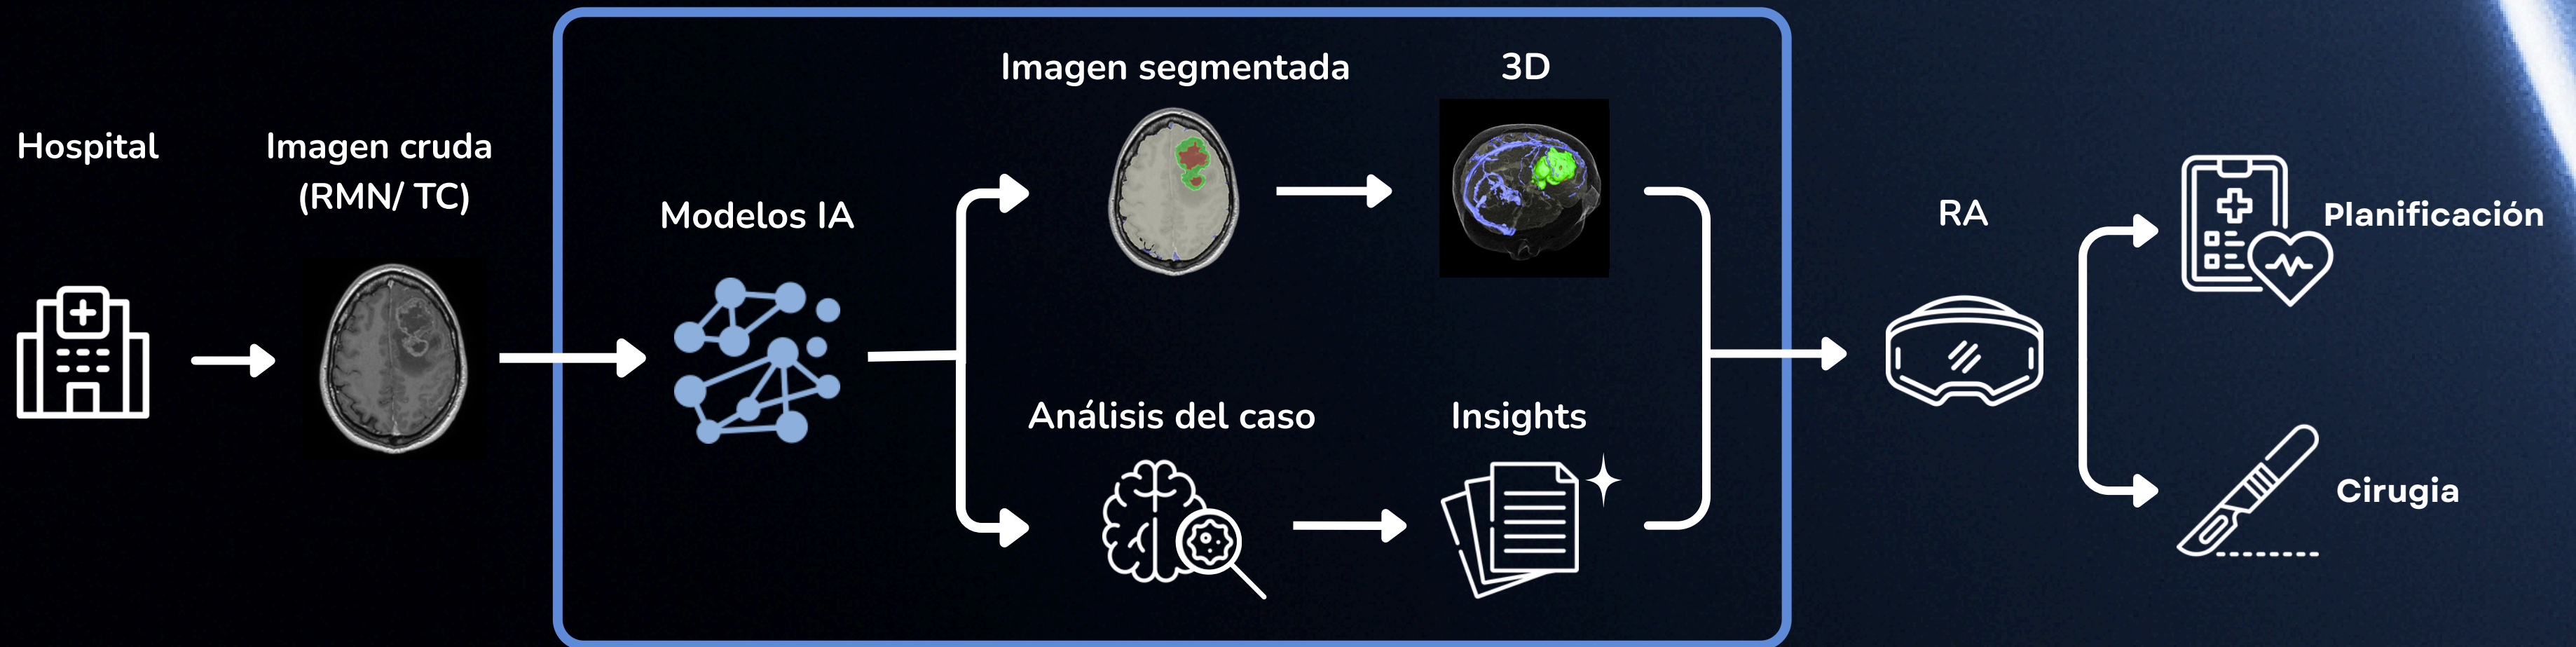 Hospital
Imagen cruda
(RMN/ TC)
Modelos IA
Imagen segmentada
3D
Análisis del caso
Insights
RA
Planificación
Cirugia